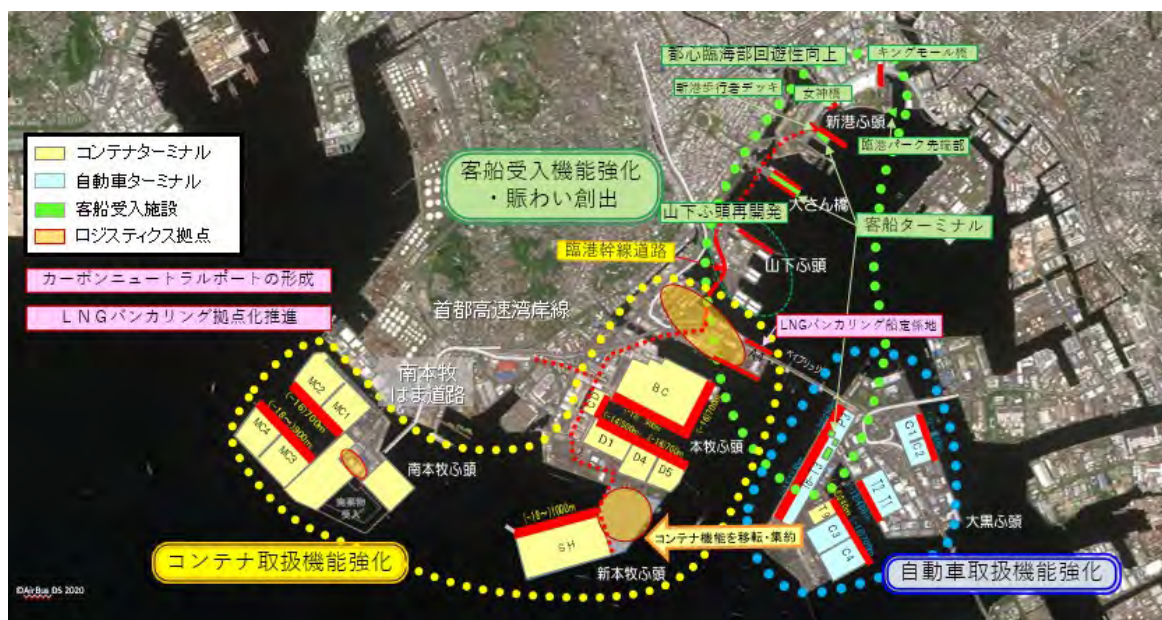 都心臨海部回遊性向上
キングモール橋
新港歩行者デッキ
女神橋
新港ふ頭
臨港パーク先端部
コンテナターミナル
自動車ターミナル
客船受入施設
ロジスティクス拠点
客船受入機能強化
・賑わい創出
大さん橋
山下ふ頭再開発
客船ターミナル
臨港幹線道路
山下ふ頭
カーボンニュートラルポートの形成
LNGバンカリング拠点化推進
首都高速湾岸線
LNGバンカリング船定係地
ベイブリッジ
南本牧
はま道路
MC2
MC1
(-16)700m
MC4
MC3
(-18~)900m
BC
CD
D1
D4
D5
本牧ふ頭
南本牧ふ頭
廃棄物
受入
P3
C1
C2
T2
T1
T9
C3
C4
大黒ふ頭
(-18~)1000m
SH
コンテナ機能を移転・集約
新本牧ふ頭
コンテナ取扱機能強化
自動車取扱機能強化
©AirBus DS 2020